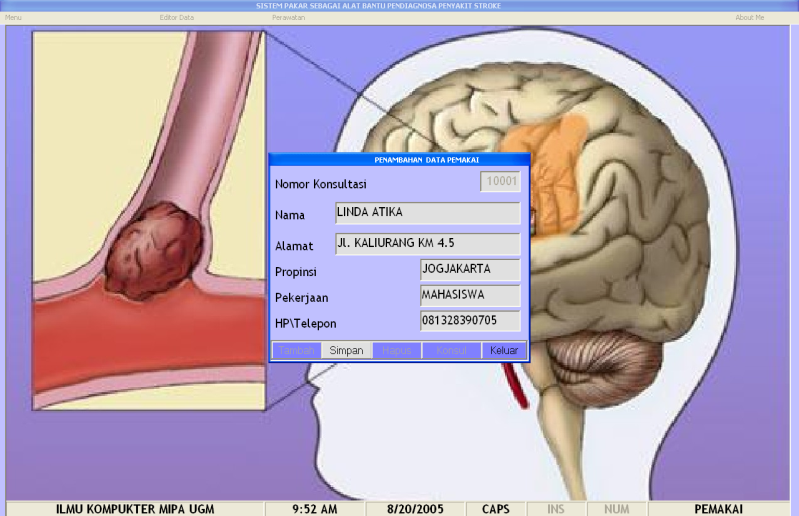 SISTEM PAKAR SEBAGAI ALAT BANTU PENDIAGNOSA PENYAKIT STROKE
Menu Editor Data Perawatan About Me
PENAMBAHAN DATA PEMAKAI
Nomor Konsultasi 10001
Nama LINDA ATIKA
Alamat Jl. KALIURANG KM 4.5
Propinsi JOGJAKARTA
Pekerjaan MAHASISWA
HP\Telepon 081328390705
Tambah Simpan Hapus Konsul Keluar
ILMU KOMPUKTER MIPA UGM 9:52 AM 8/20/2005 CAPS INS NUM PEMAKAI